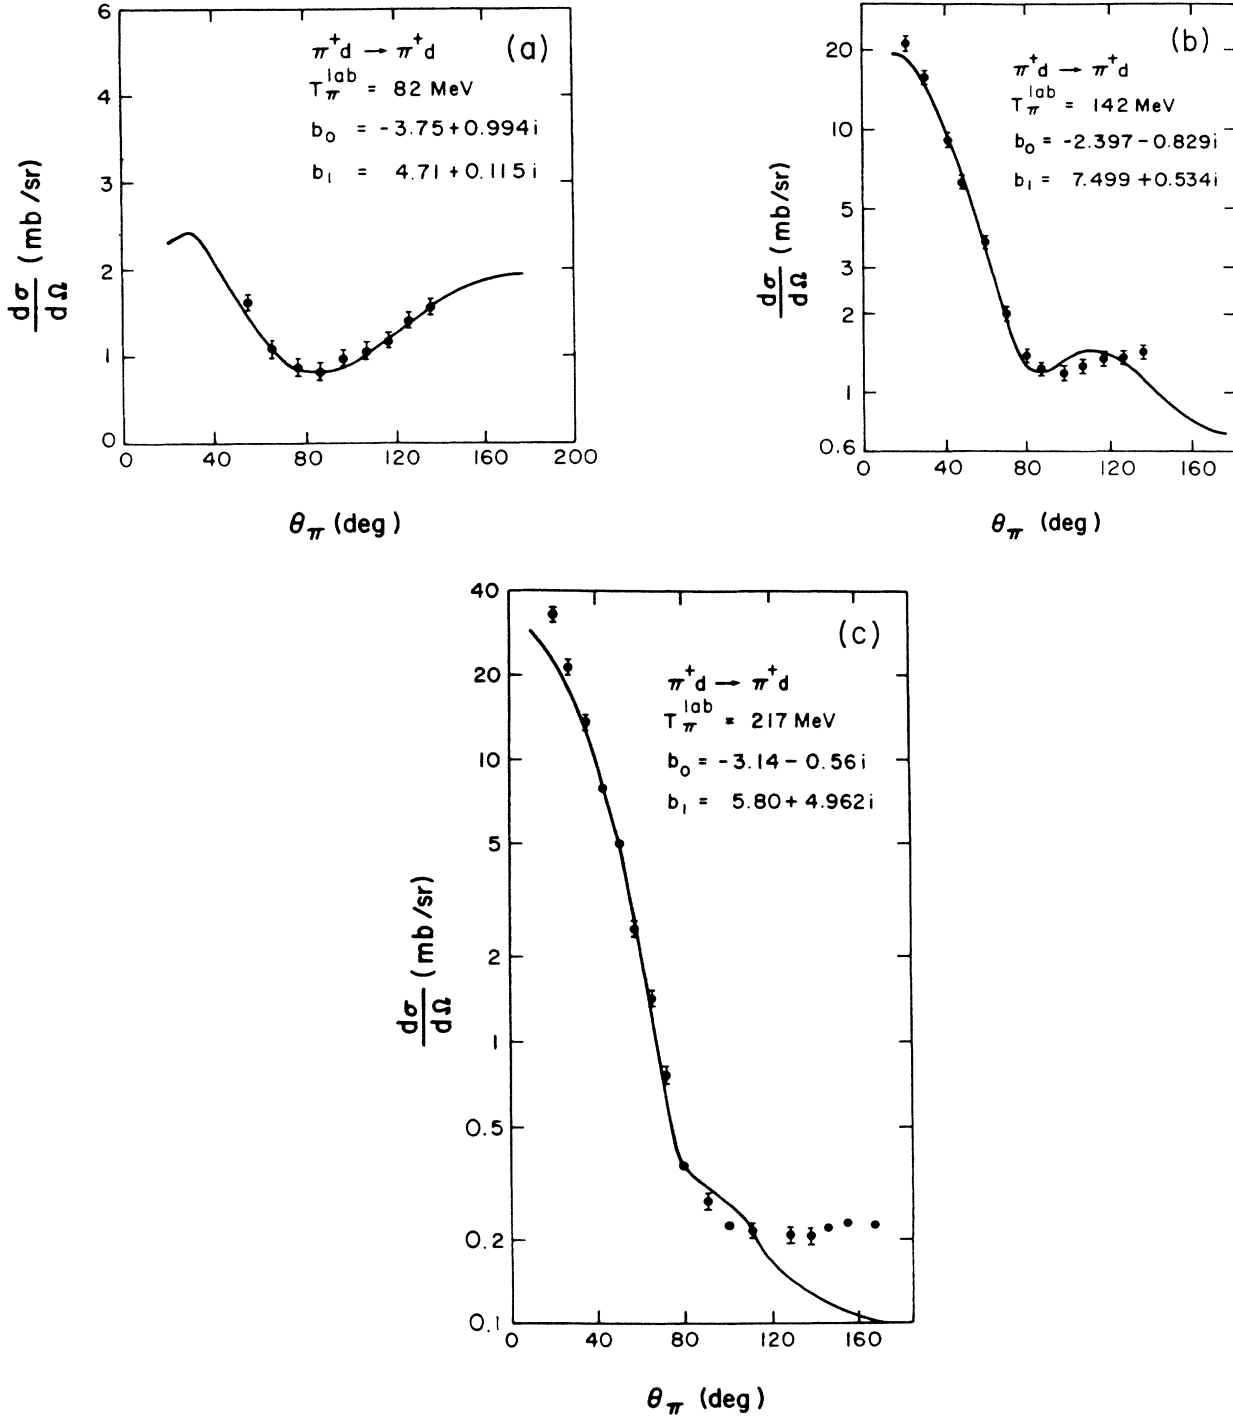 (a)
π⁺d → π⁺d
T_π^lab = 82 MeV
b₀ = -3.75+0.994i
b₁ = 4.71+0.115i
6
5
4
3
2
1
0
0 40 80 120 160 200
dσ/dΩ (mb/sr)
θ_π (deg)
(b)
π⁺d → π⁺d
T_π^lab = 142 MeV
b₀ = -2.397-0.829i
b₁ = 7.499+0.534i
20
10
5
3
2
1
0.6
0 40 80 120 160
dσ/dΩ (mb/sr)
θ_π (deg)
(c)
π⁺d → π⁺d
T_π^lab = 217 MeV
b₀ = -3.14-0.56i
b₁ = 5.80+4.962i
40
20
10
5
2
1
0.5
0.2
0.1
0 40 80 120 160
dσ/dΩ (mb/sr)
θ_π (deg)